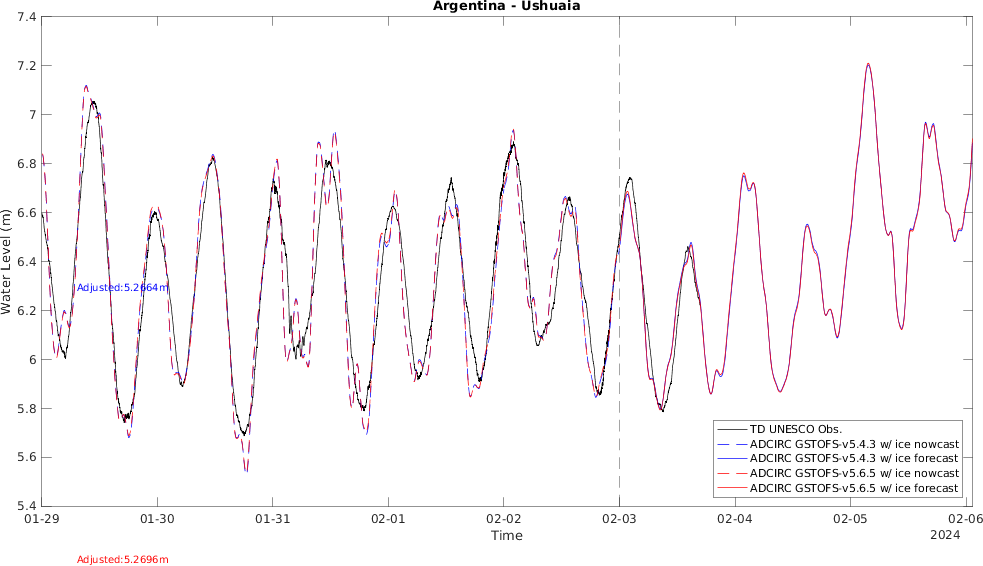 Argentina - Ushuaia
7.4
7.2
7
6.8
6.6
6.4
6.2
6
5.8
5.6
5.4
Water Level (m)
Adjusted:5.2664m
TD UNESCO Obs.
ADCIRC GSTOFS-v5.4.3 w/ ice nowcast
ADCIRC GSTOFS-v5.4.3 w/ ice forecast
ADCIRC GSTOFS-v5.6.5 w/ ice nowcast
ADCIRC GSTOFS-v5.6.5 w/ ice forecast
01-29 01-30 01-31 02-01 02-02 02-03 02-04 02-05 02-06
Time
2024
Adjusted:5.2696m